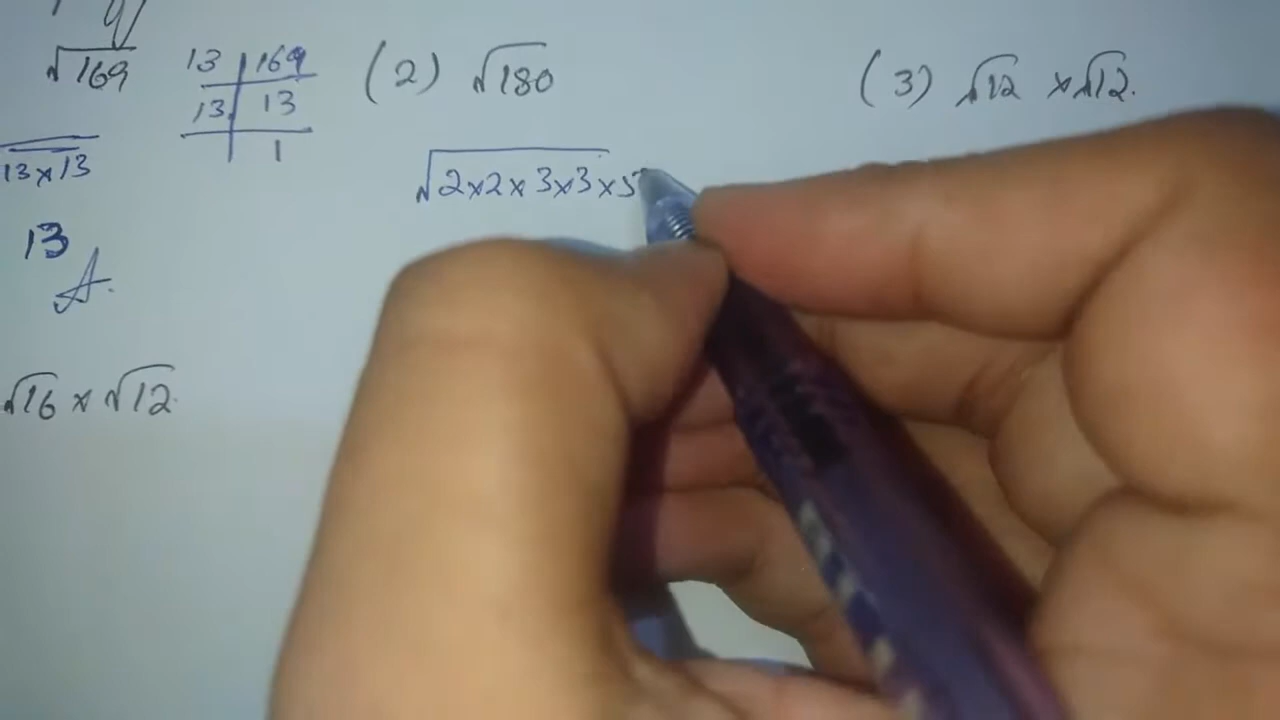 √169
13 | 169
13 | 13
1
√13×13
13
A.
(2) √180
√2×2×3×3×5
(3) √12 × √12.
√16 × √12.